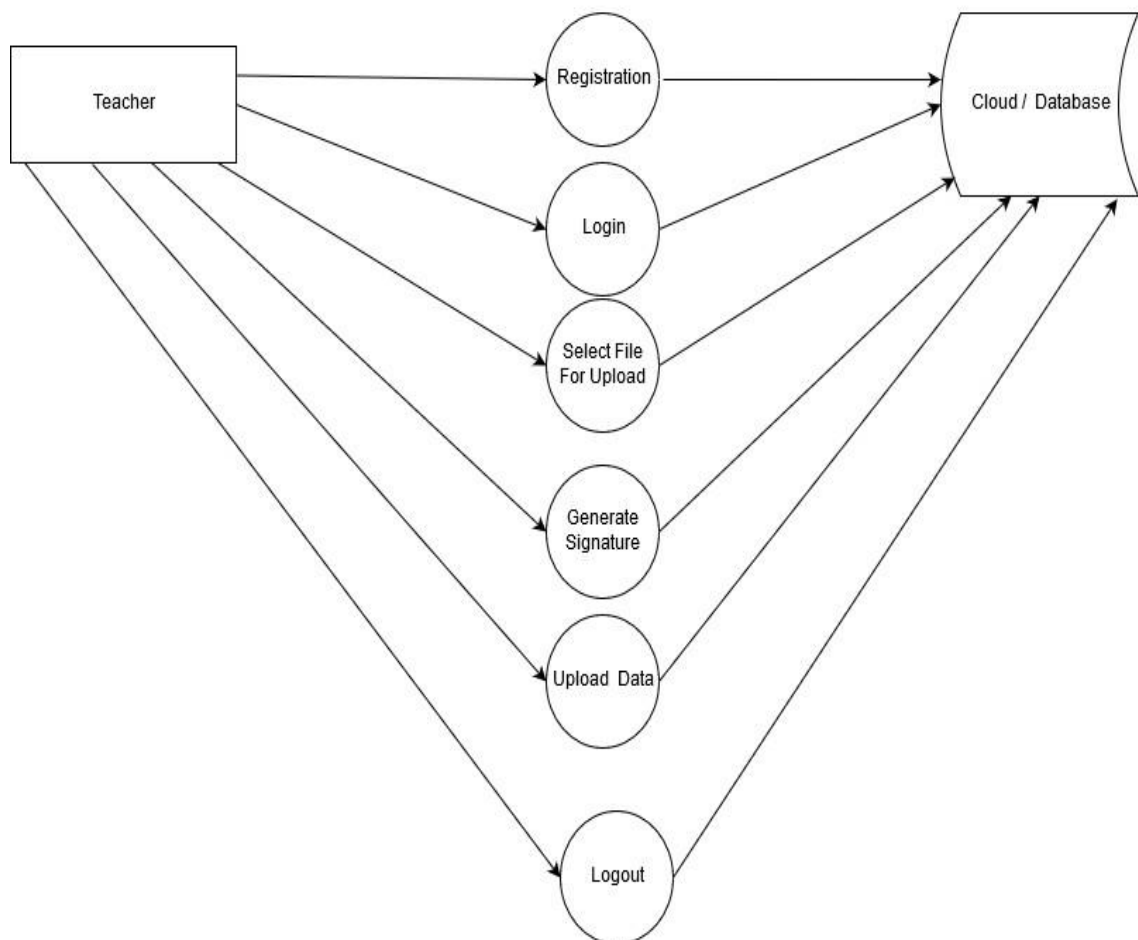 Teacher
Registration
Cloud / Database
Login
Select File
For Upload
Generate
Signature
Upload Data
Logout